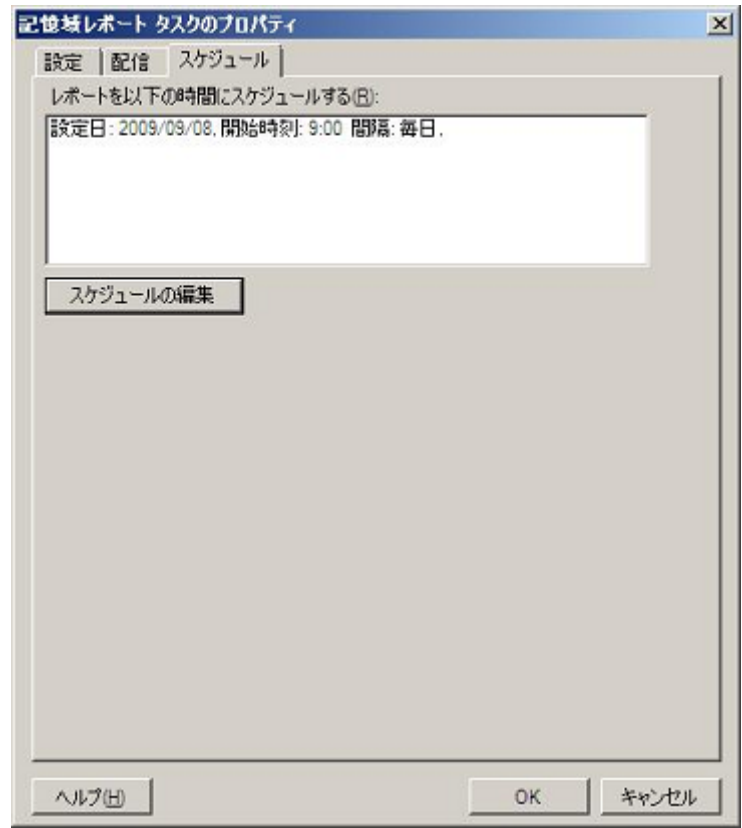 記憶域レポート タスクのプロパティ
設定 配信 スケジュール
レポートを以下の時間にスケジュールする(R):
設定日: 2009/09/08, 開始時刻: 9:00 間隔: 毎日.
スケジュールの編集
ヘルプ(H) OK キャンセル